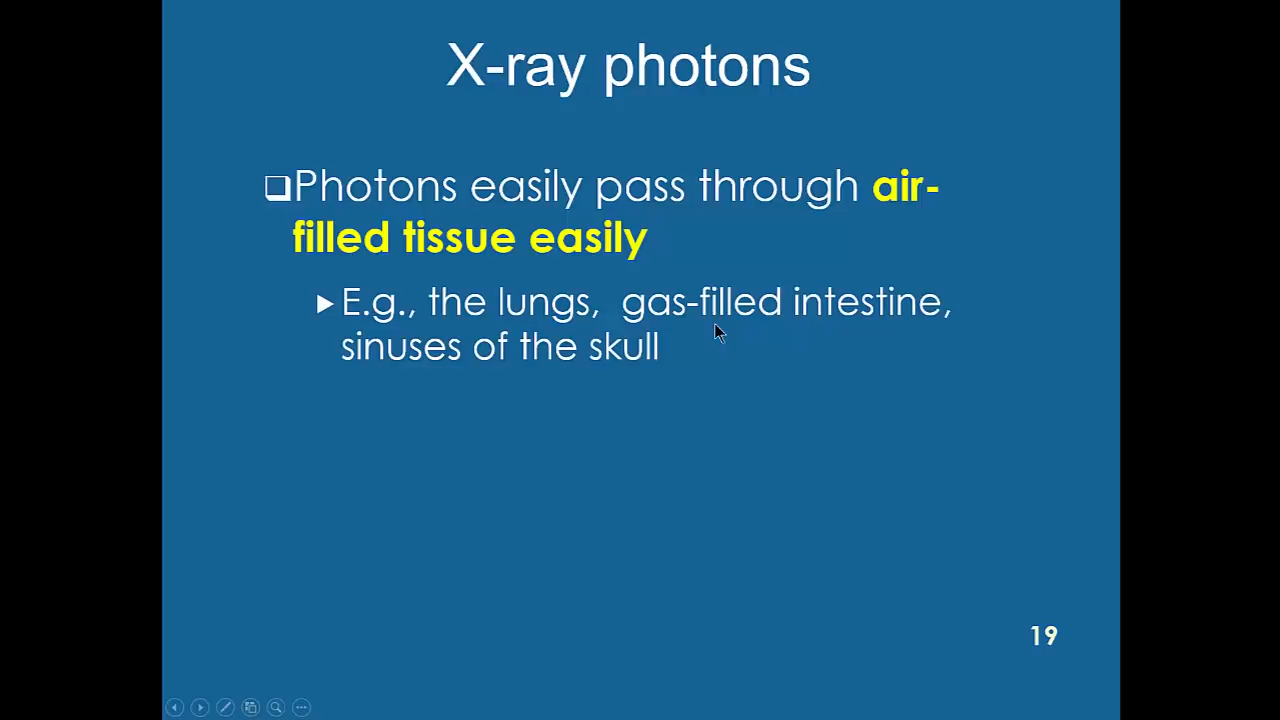 X-ray photons
Photons easily pass through air-
filled tissue easily
E.g., the lungs, gas-filled intestine,
sinuses of the skull
19